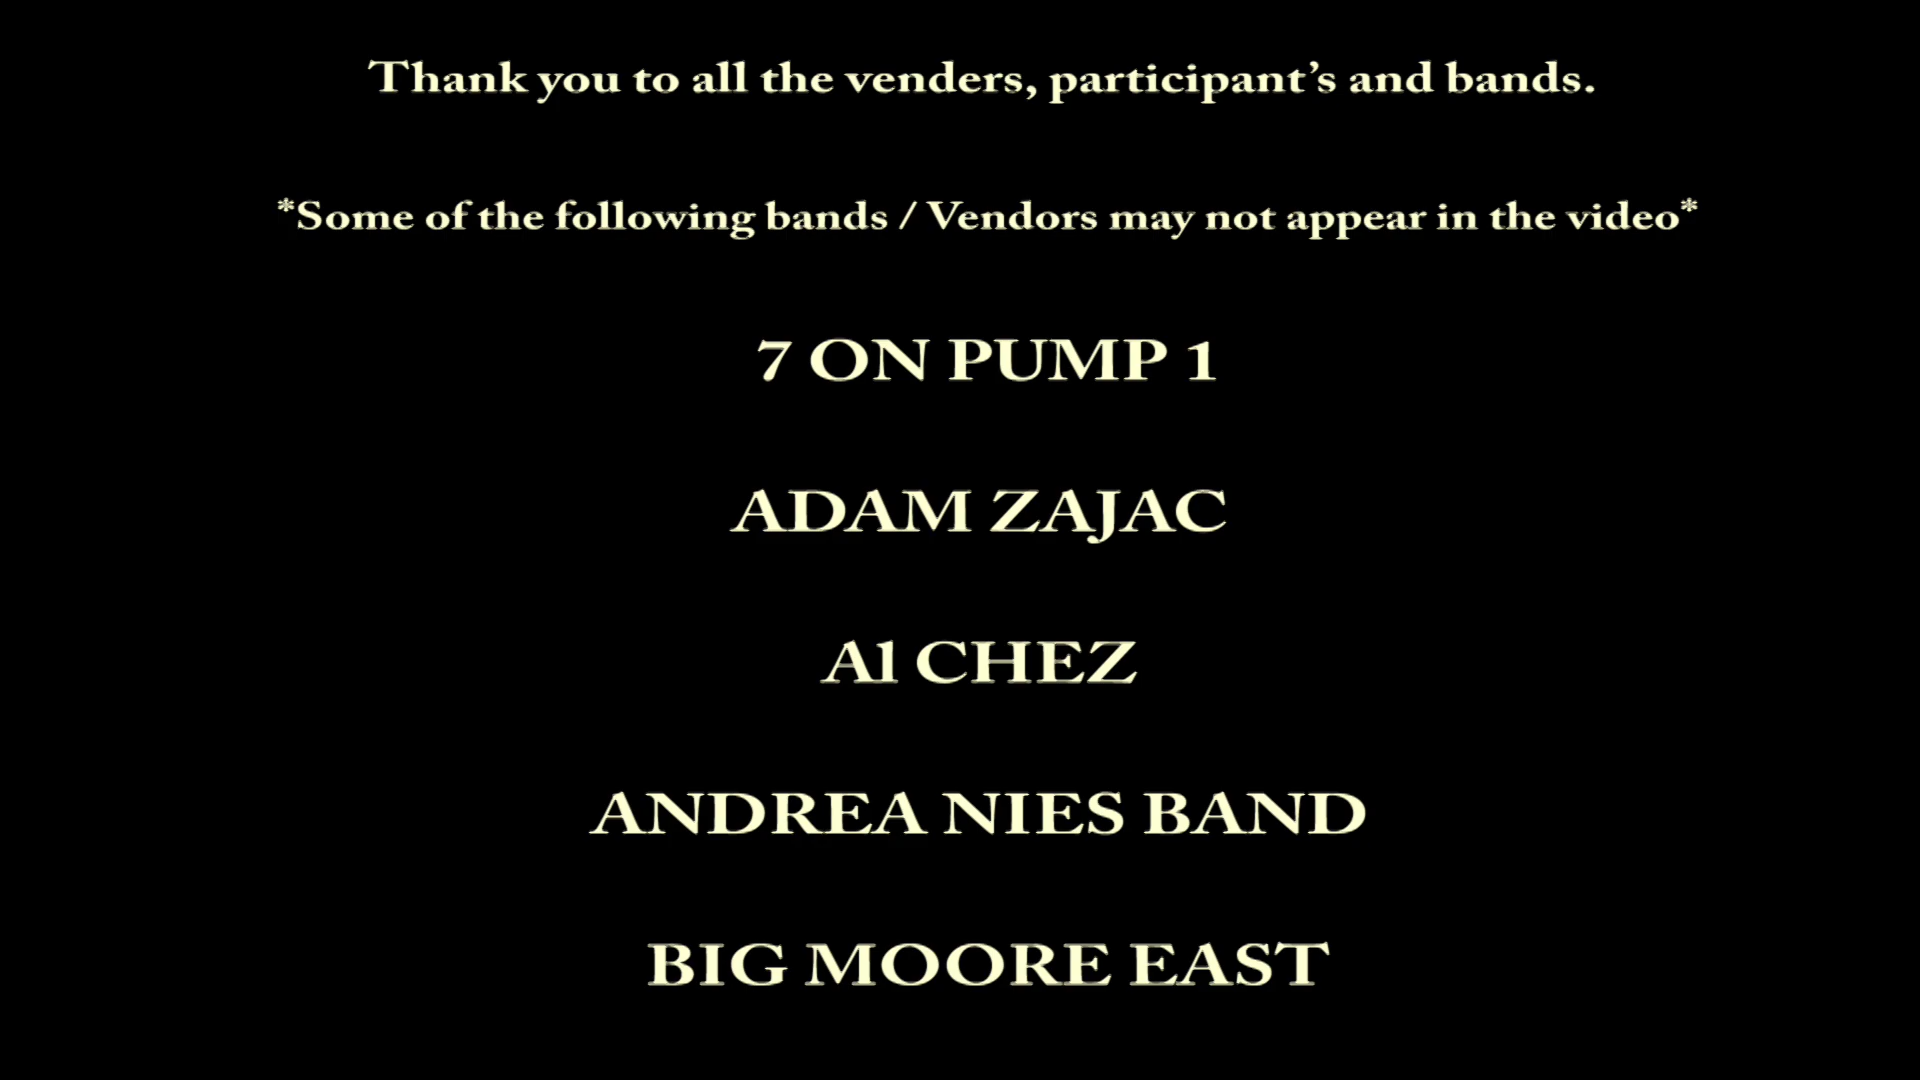 Thank you to all the venders, participant’s and bands.
*Some of the following bands / Vendors may not appear in the video*
7 ON PUMP 1
ADAM ZAJAC
Al CHEZ
ANDREA NIES BAND
BIG MOORE EAST